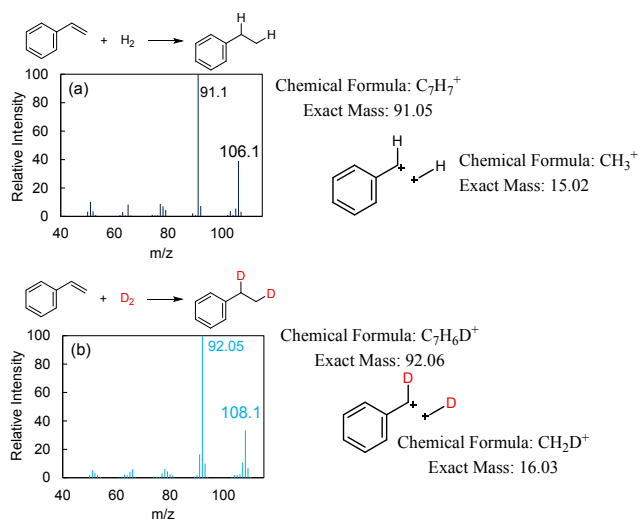 + H₂
H
H
(a)
91.1
106.1
Relative Intensity
100
80
60
40
20
0
40 60 80 100
m/z
Chemical Formula: C₇H₇⁺
Exact Mass: 91.05
H
+
+ H
Chemical Formula: CH₃⁺
Exact Mass: 15.02
+ D₂
D
D
(b)
92.05
108.1
Relative Intensity
100
80
60
40
20
0
40 60 80 100
m/z
Chemical Formula: C₇H₆D⁺
Exact Mass: 92.06
D
+
+ D
Chemical Formula: CH₂D⁺
Exact Mass: 16.03